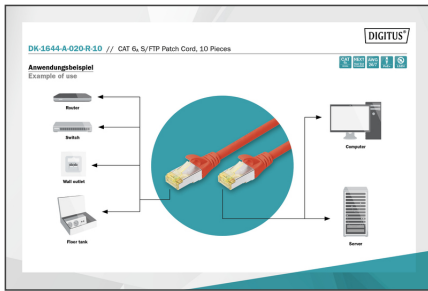 DIGITUS®
DK-1644-A-020-R-10 // CAT 6A S/FTP Patch Cord, 10 Pieces
Anwendungsbeispiel
Example of use
Router
Switch
Wall outlet
Floor tank
Computer
Server